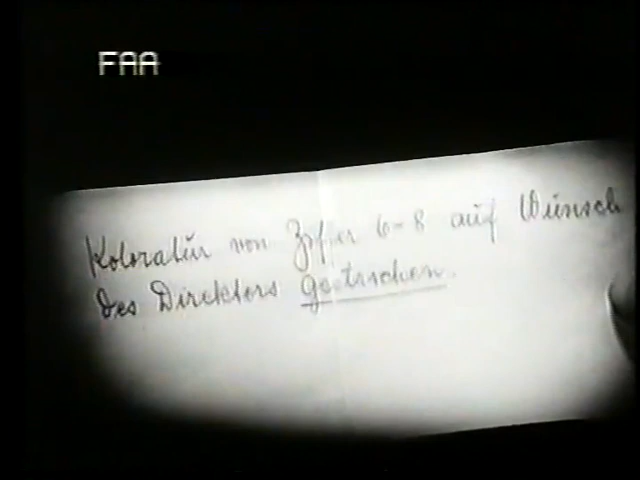 FAA
Koloratur von Ziffer 6-8 auf Wunsch
des Direktors gestrichen.